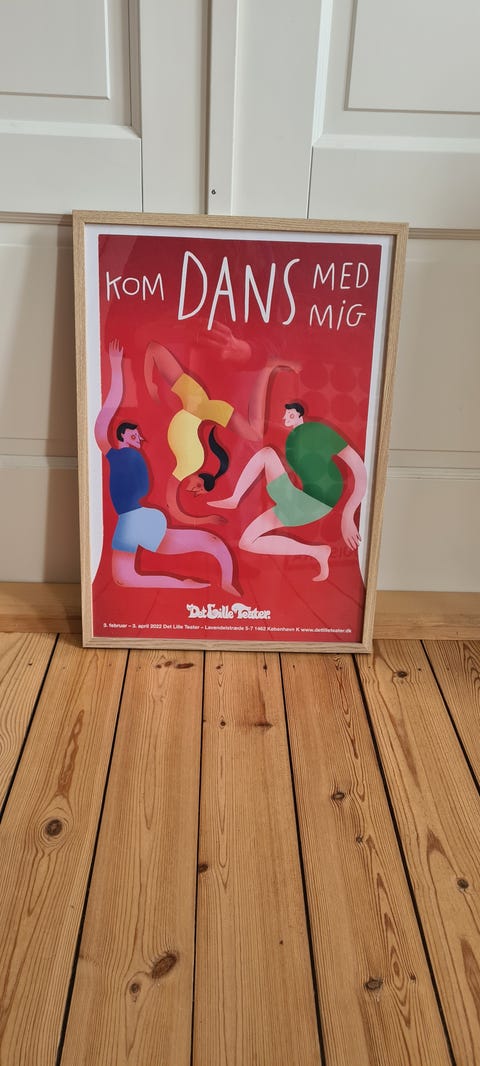 KOM DANS MED
MiG
Det Lille Teater.
3. februar – 3. april 2022 Det Lille Teater – Lavendelstræde 5-7 1462 København K www.detlilleteater.dk